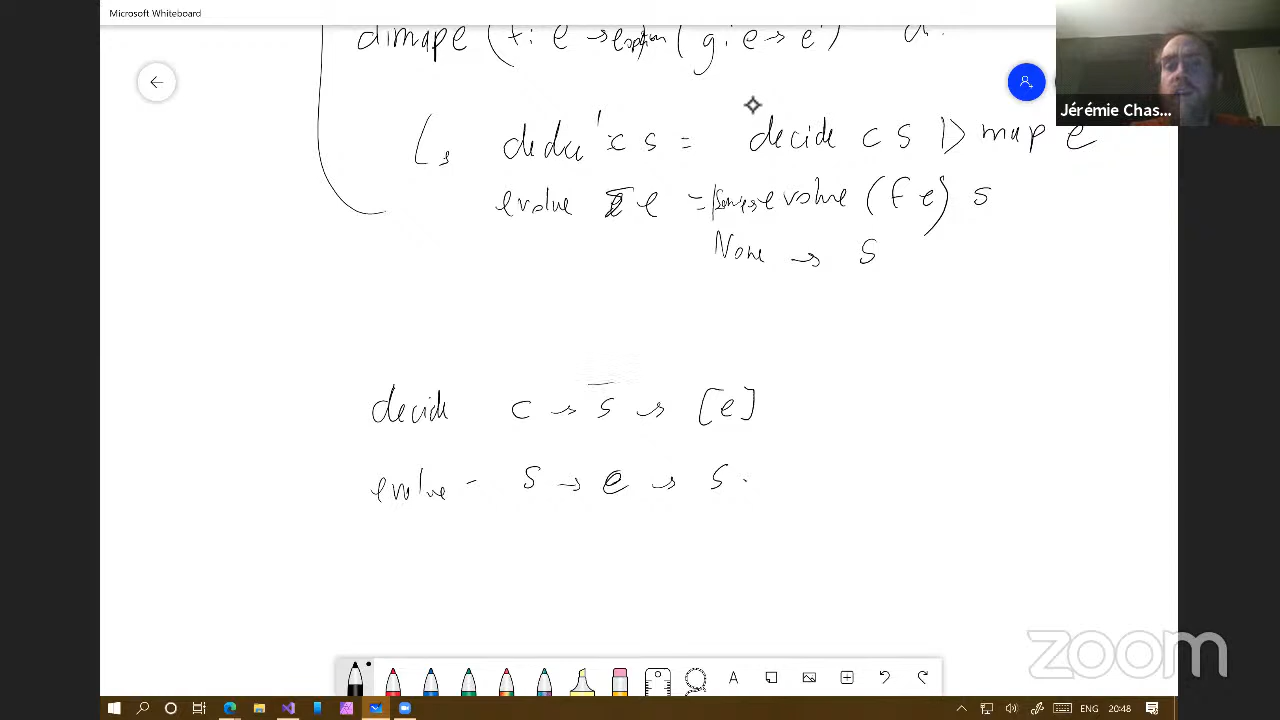 Microsoft Whiteboard
dimape (f: e → e option (g: e → e')
Jérémie Chas...
decide' c s = decide c s |> map e
evolve e = evolve (f e) s
None → s
decide c → s → [e]
evolve - s → e → s
zoom
A
ENG 20:48